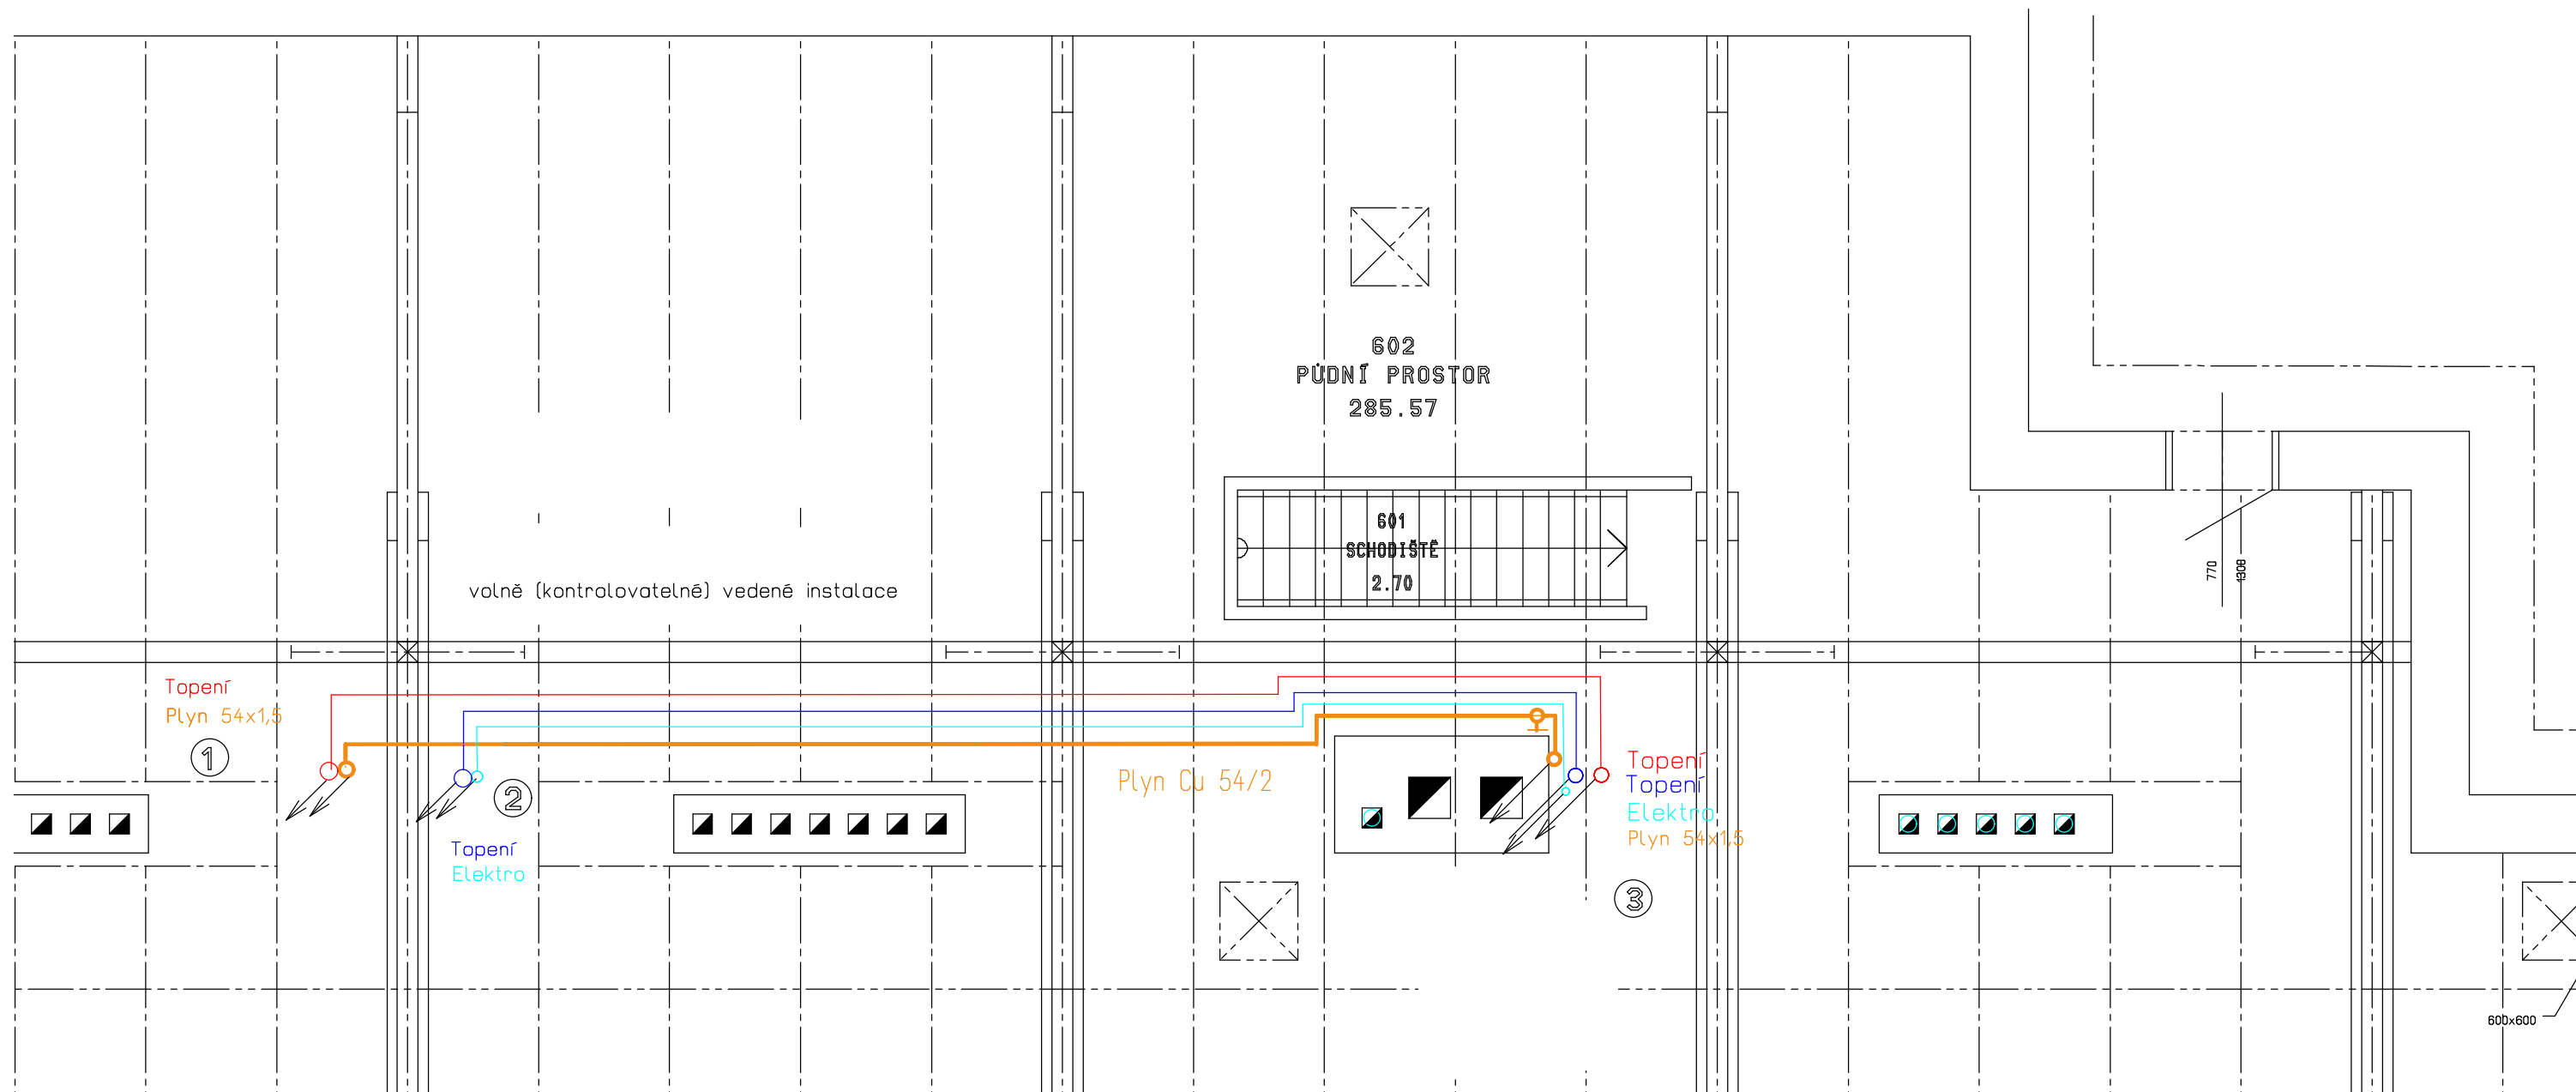 602
PŮDNÍ PROSTOR
285.57
601
SCHODIŠTĚ
2.70
770
1308
volně (kontrolovatelné) vedené instalace
Topení
Plyn 54x1,5
1
2
Topení
Elektro
Plyn Cu 54/2
Topení
Topení
Elektro
Plyn 54x1,5
3
600x600